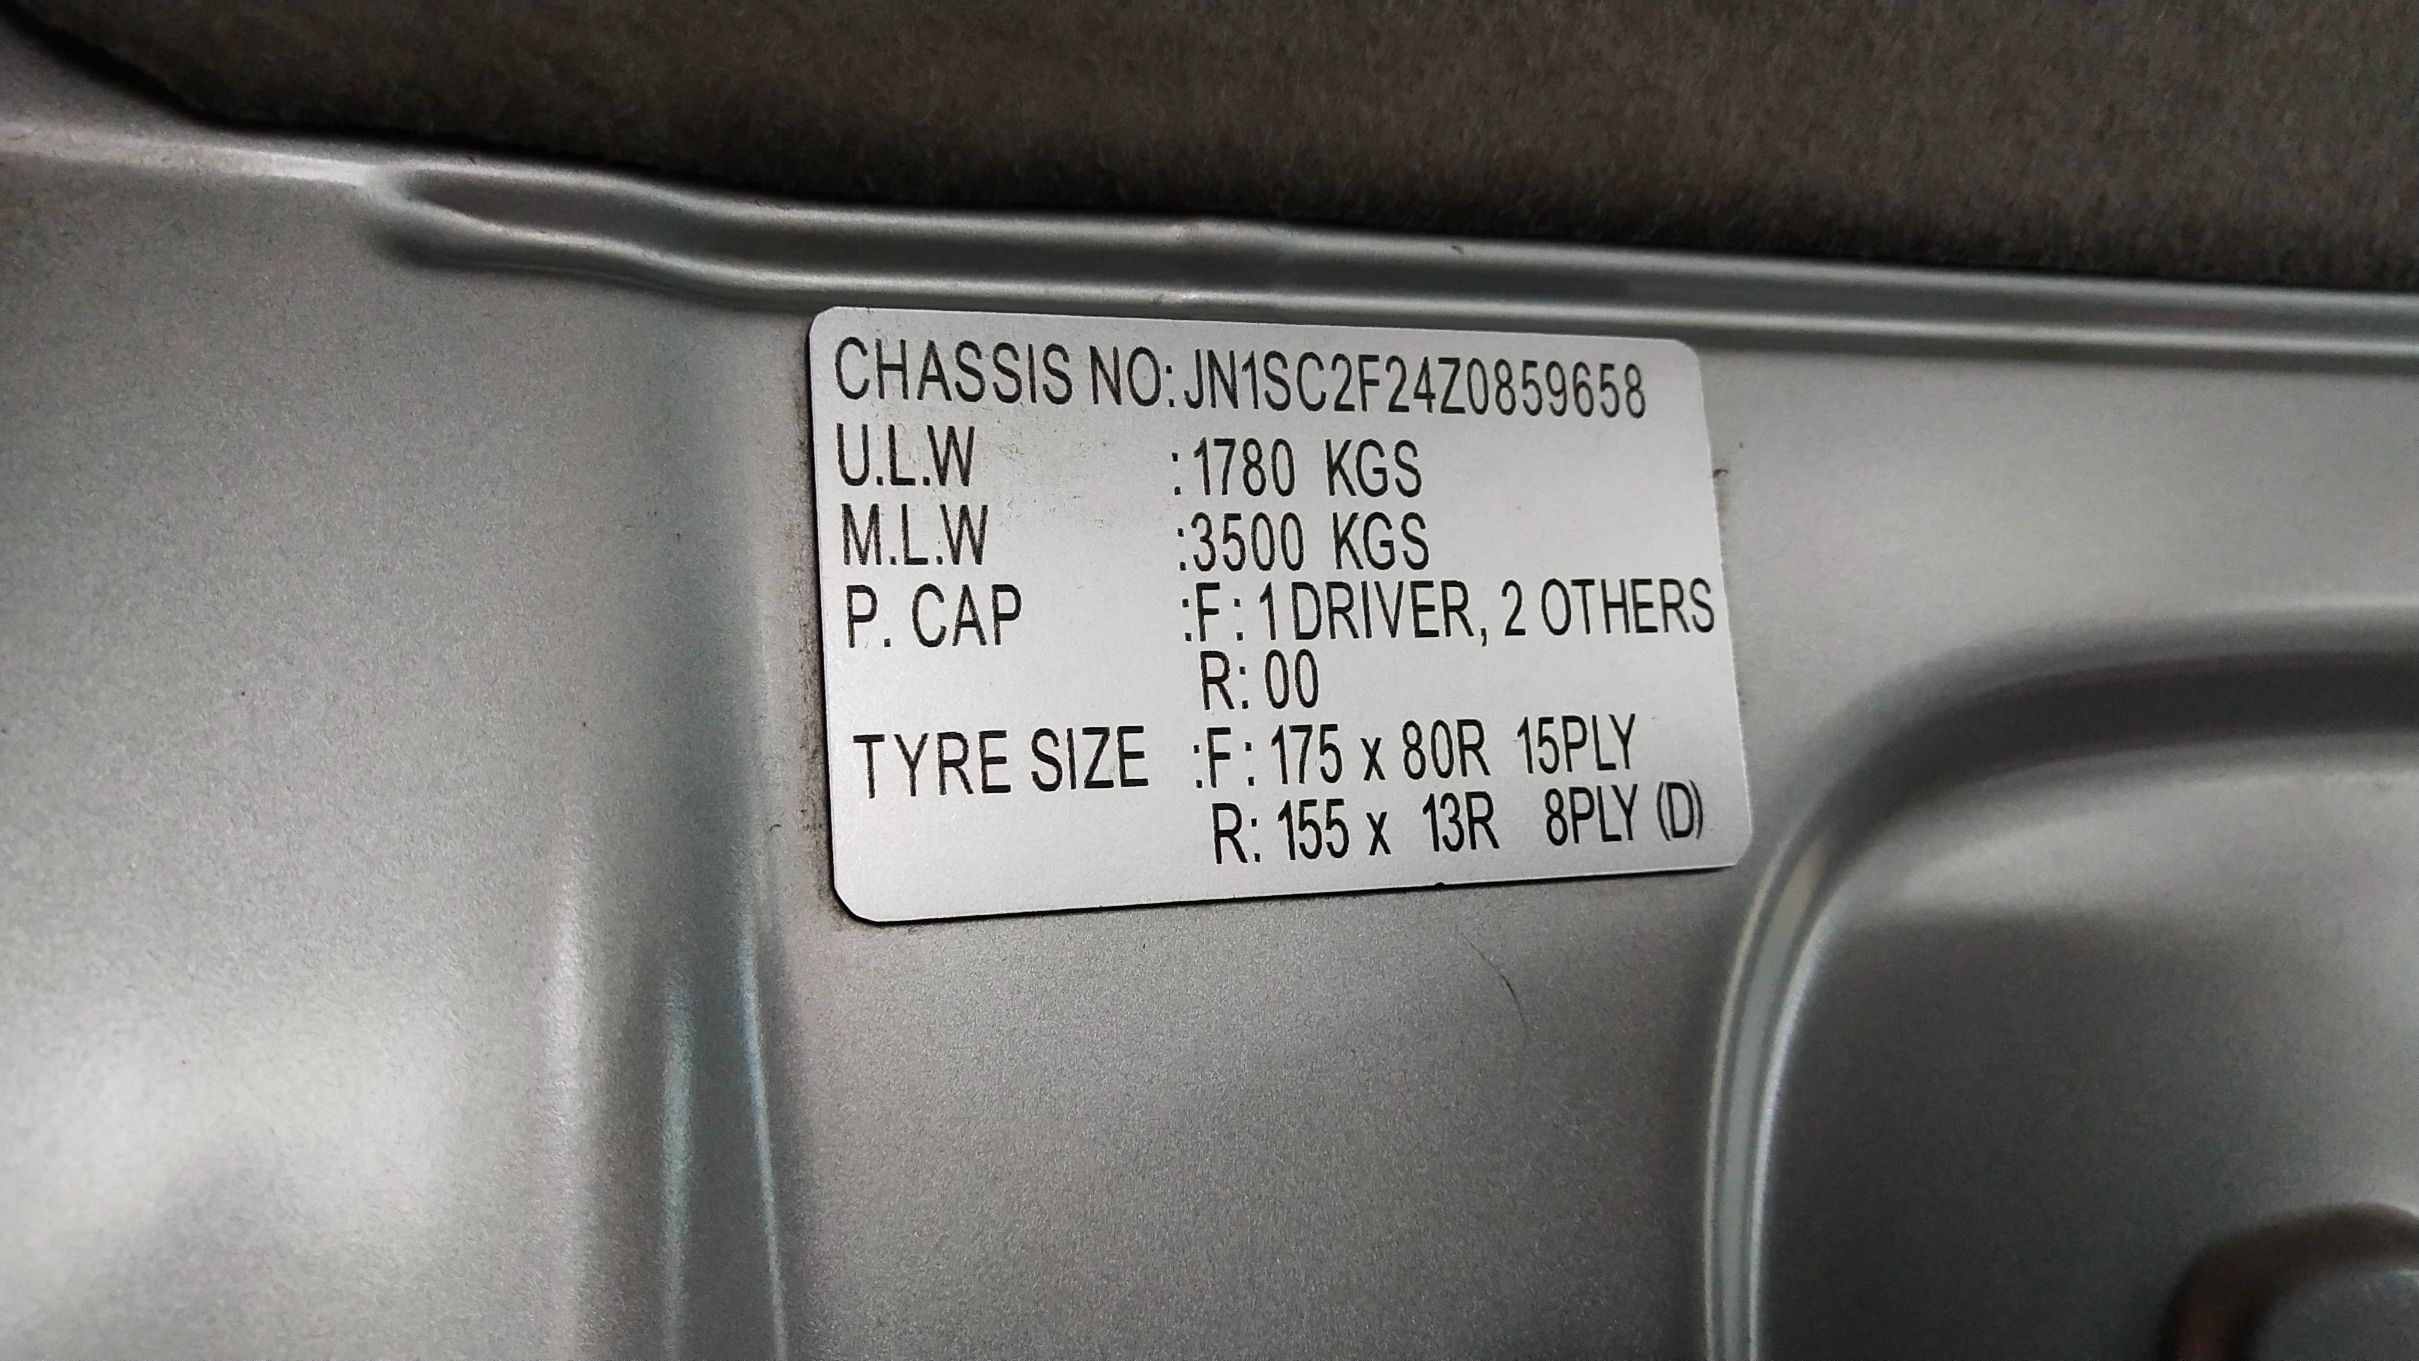 CHASSIS NO: JN1SC2F24Z0859658
U.L.W :1780 KGS
M.L.W :3500 KGS
P. CAP :F: 1 DRIVER, 2 OTHERS
R: 00
TYRE SIZE :F: 175 x 80R 15PLY
R: 155 x 13R 8PLY (D)